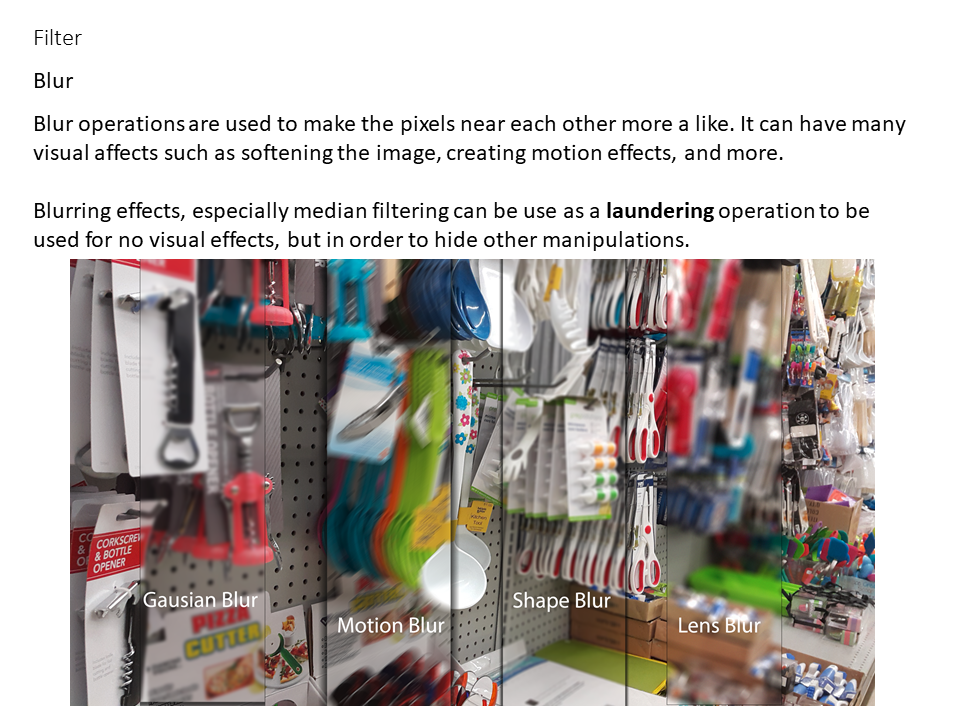 Filter
Blur
Blur operations are used to make the pixels near each other more a like. It can have many
visual affects such as softening the image, creating motion effects, and more.
Blurring effects, especially median filtering can be use as a laundering operation to be
used for no visual effects, but in order to hide other manipulations.
CORKSCREW
& BOTTLE
OPENER
Gausian Blur
Shape Blur
PIZZA
CUTTER
Motion Blur
Lens Blur